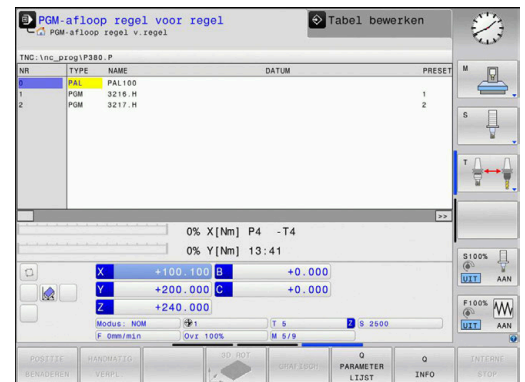 PGM-afloop regel voor regel
PGM-afloop regel v.regel
Tabel bewerken
TNC:\nc_prog\P380.P
NR TYPE NAME DATUM PRESET
0 PAL PAL100
1 PGM 3216.H 1
2 PGM 3217.H 2
>>
0% X[Nm] P4 -T4
0% Y[Nm] 13:41
X +100.100 B +0.000
Y +200.000 C +0.000
Z +240.000
Modus: NOM 1 T 5 Z S 2500
F 0mm/min Ovr 100% M 5/9
M
S
T
S100%
UIT AAN
F100%
UIT AAN
POSITIE BENADEREN
HANDMATIG VERPL.
3D ROT
Q PARAMETER LIJST
Q INFO
INTERNE STOP